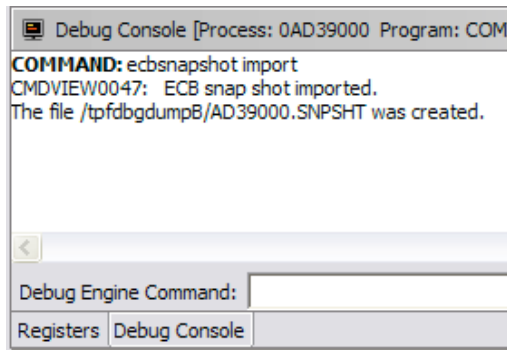 Debug Console [Process: 0AD39000 Program: COM
COMMAND: ecbsnapshot import
CMDVIEW0047: ECB snap shot imported.
The file /tpfdbgdumpB/AD39000.SNPSHT was created.
Debug Engine Command:
Registers Debug Console